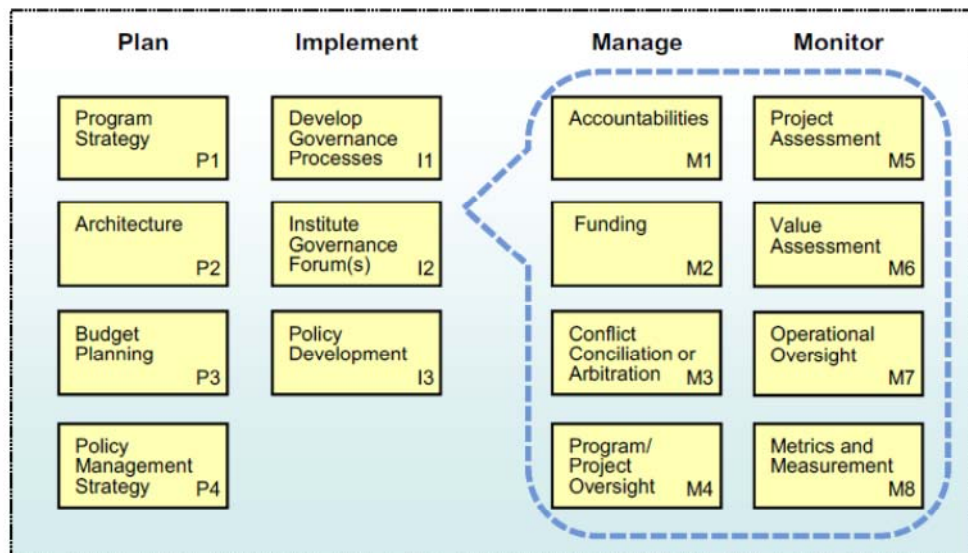 Plan
Implement
Manage
Monitor
Program
Strategy
P1
Develop
Governance
Processes I1
Accountabilities
M1
Project
Assessment
M5
Architecture
P2
Institute
Governance
Forum(s) I2
Funding
M2
Value
Assessment
M6
Budget
Planning
P3
Policy
Development
I3
Conflict
Conciliation or
Arbitration M3
Operational
Oversight
M7
Policy
Management
Strategy P4
Program/
Project
Oversight M4
Metrics and
Measurement
M8